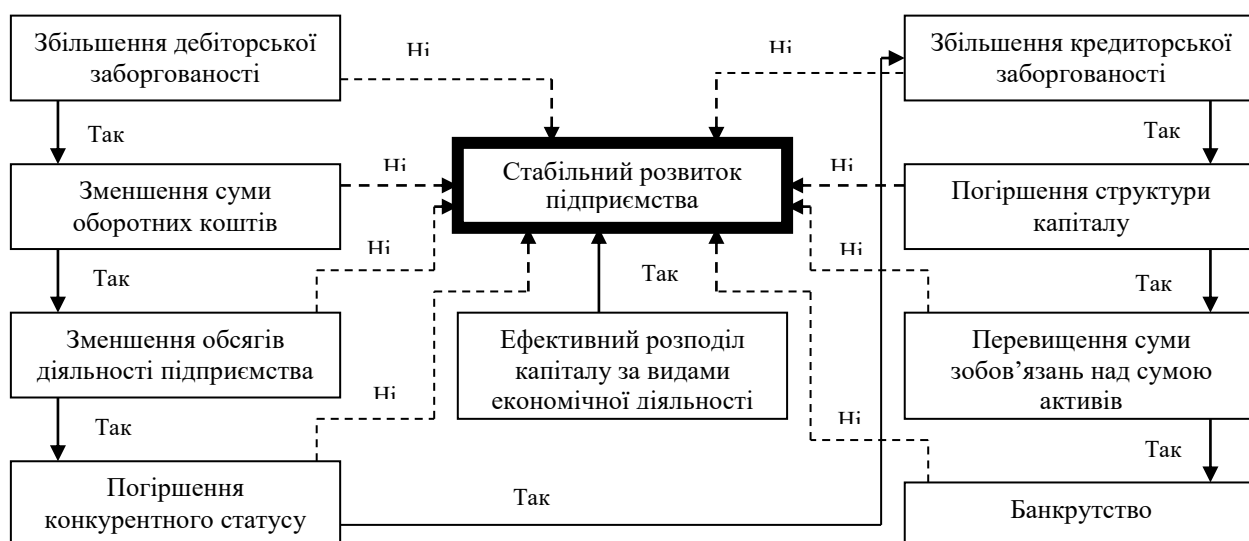 Збільшення дебіторської
заборгованості
Ні
Ні
Збільшення кредиторської
заборгованості
Так
Так
Зменшення суми
оборотних коштів
Ні
Стабільний розвиток
підприємства
Ні
Погіршення структури
капіталу
Так
Ні
Так
Ні
Так
Зменшення обсягів
діяльності підприємства
Ефективний розподіл
капіталу за видами
економічної діяльності
Перевищення суми
зобов’язань над сумою
активів
Так
Ні
Ні
Так
Погіршення
конкурентного статусу
Так
Банкрутство